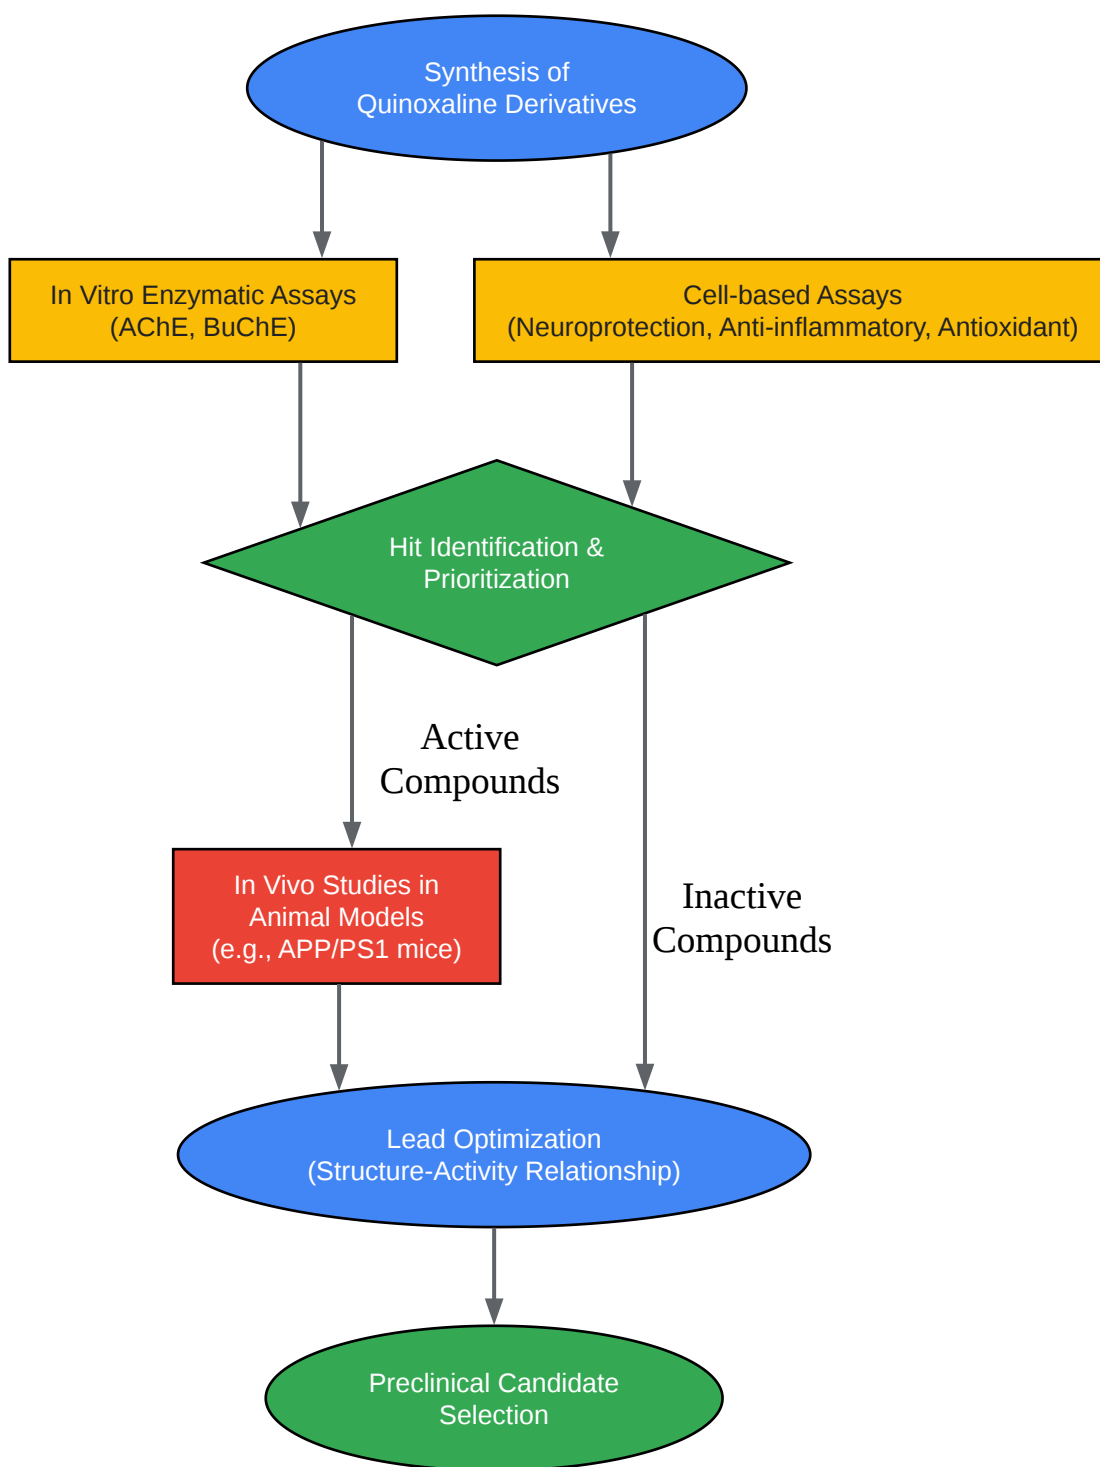 Synthesis of
Quinoxaline Derivatives
In Vitro Enzymatic Assays
(AChE, BuChE)
Cell-based Assays
(Neuroprotection, Anti-inflammatory, Antioxidant)
Hit Identification &
Prioritization
Active
Compounds
In Vivo Studies in
Animal Models
(e.g., APP/PS1 mice)
Inactive
Compounds
Lead Optimization
(Structure-Activity Relationship)
Preclinical Candidate
Selection